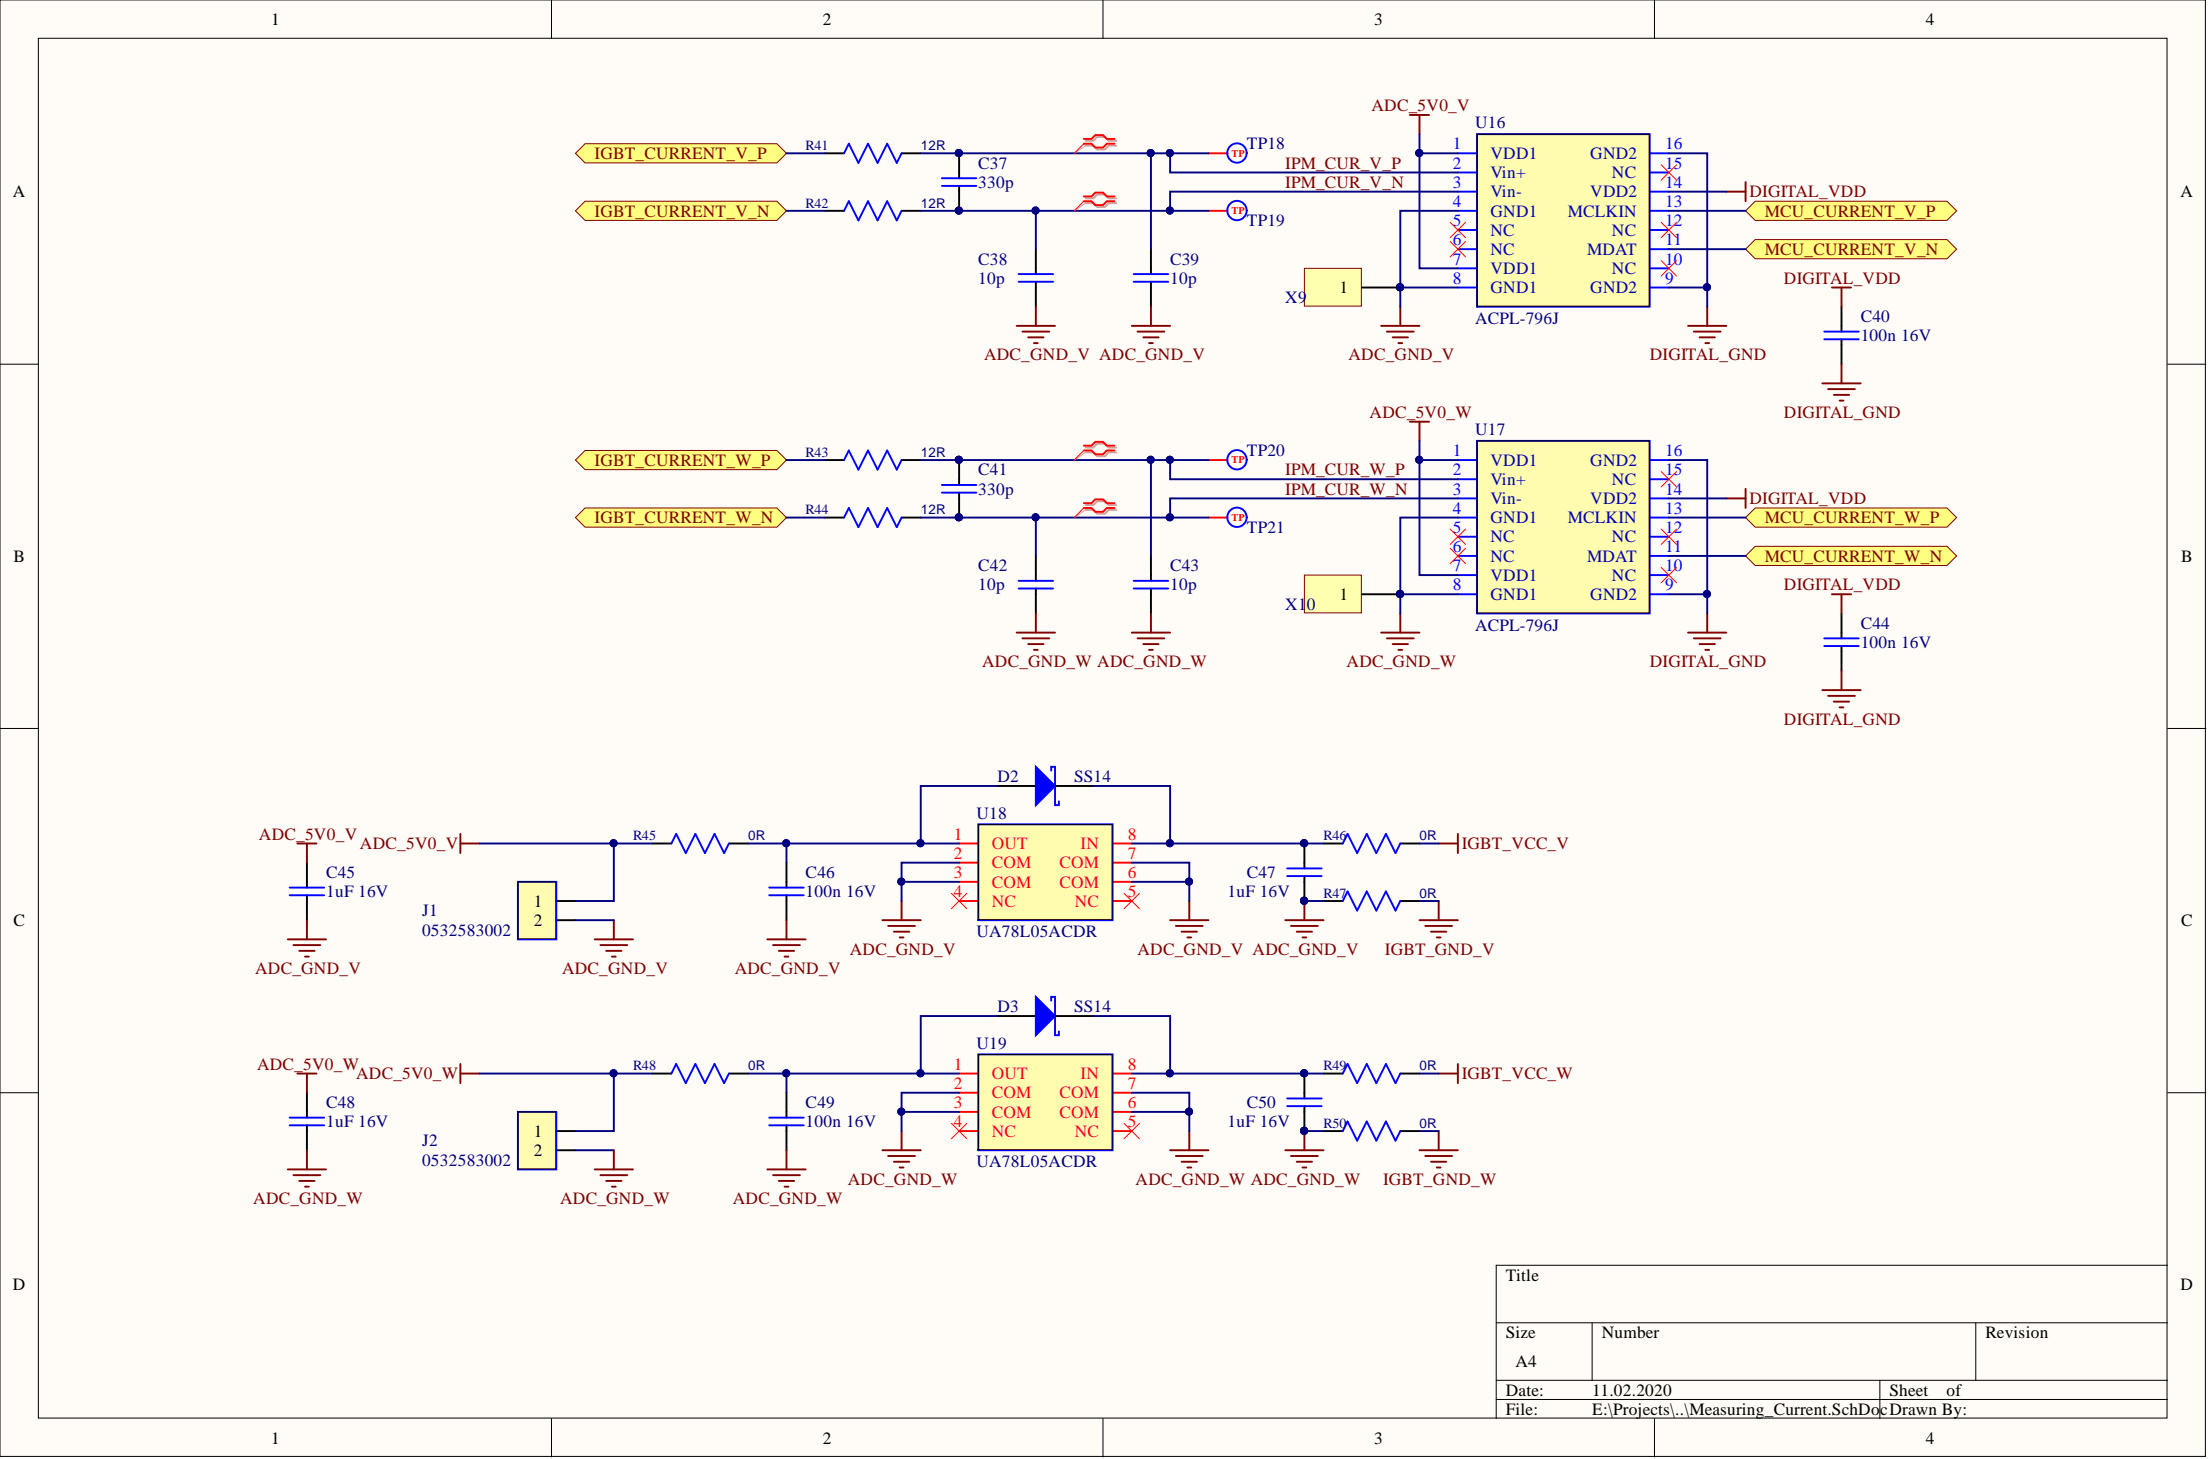 1 2 3 4
A A
ADC_5V0_V
U16
IGBT_CURRENT_V_P R41 12R TP TP18
C37
330p
IGBT_CURRENT_V_N R42 12R TP TP19
IPM_CUR_V_P
IPM_CUR_V_N
1 VDD1 GND2 16
2 Vin+ NC 15
3 Vin- VDD2 14 DIGITAL_VDD
4 GND1 MCLKIN 13 MCU_CURRENT_V_P
5 NC NC 12
6 NC MDAT 11 MCU_CURRENT_V_N
7 VDD1 NC 10
8 GND1 GND2 9
ACPL-796J
C38
10p
C39
10p
X9 1
DIGITAL_VDD
C40
100n 16V
ADC_GND_V ADC_GND_V ADC_GND_V DIGITAL_GND
DIGITAL_GND
B B
ADC_5V0_W
U17
IGBT_CURRENT_W_P R43 12R TP TP20
C41
330p
IGBT_CURRENT_W_N R44 12R TP TP21
IPM_CUR_W_P
IPM_CUR_W_N
1 VDD1 GND2 16
2 Vin+ NC 15
3 Vin- VDD2 14 DIGITAL_VDD
4 GND1 MCLKIN 13 MCU_CURRENT_W_P
5 NC NC 12
6 NC MDAT 11 MCU_CURRENT_W_N
7 VDD1 NC 10
8 GND1 GND2 9
ACPL-796J
C42
10p
C43
10p
X10 1
DIGITAL_VDD
C44
100n 16V
ADC_GND_W ADC_GND_W ADC_GND_W DIGITAL_GND
DIGITAL_GND
C C
D2 SS14
U18
ADC_5V0_V ADC_5V0_V R45 0R
1 OUT IN 8
2 COM COM 7
3 COM COM 6
4 NC NC 5
UA78L05ACDR
R46 0R IGBT_VCC_V
C45
1uF 16V
J1
0532583002
1
2
C46
100n 16V
C47
1uF 16V
R47 0R
ADC_GND_V ADC_GND_V ADC_GND_V IGBT_GND_V
ADC_GND_V ADC_GND_V ADC_GND_V
D3 SS14
U19
ADC_5V0_W ADC_5V0_W R48 0R
1 OUT IN 8
2 COM COM 7
3 COM COM 6
4 NC NC 5
UA78L05ACDR
R49 0R IGBT_VCC_W
C48
1uF 16V
J2
0532583002
1
2
C49
100n 16V
C50
1uF 16V
R50 0R
ADC_GND_W ADC_GND_W ADC_GND_W IGBT_GND_W
ADC_GND_W ADC_GND_W ADC_GND_W
D D
Title
Size Number Revision
A4
Date: 11.02.2020 Sheet of
File: E:\Projects\..\Measuring_Current.SchDoc Drawn By:
1 2 3 4